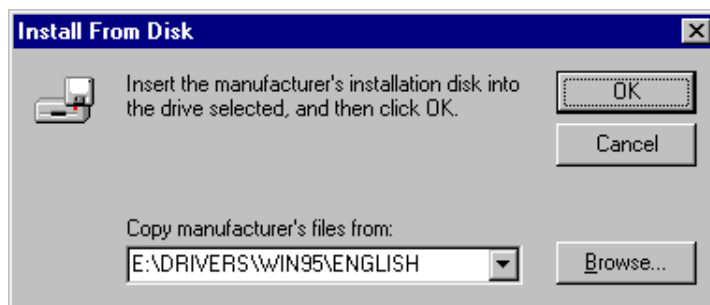 Install From Disk
Insert the manufacturer's installation disk into
the drive selected, and then click OK.
OK
Cancel
Copy manufacturer's files from:
E:\DRIVERS\WIN95\ENGLISH
Browse...